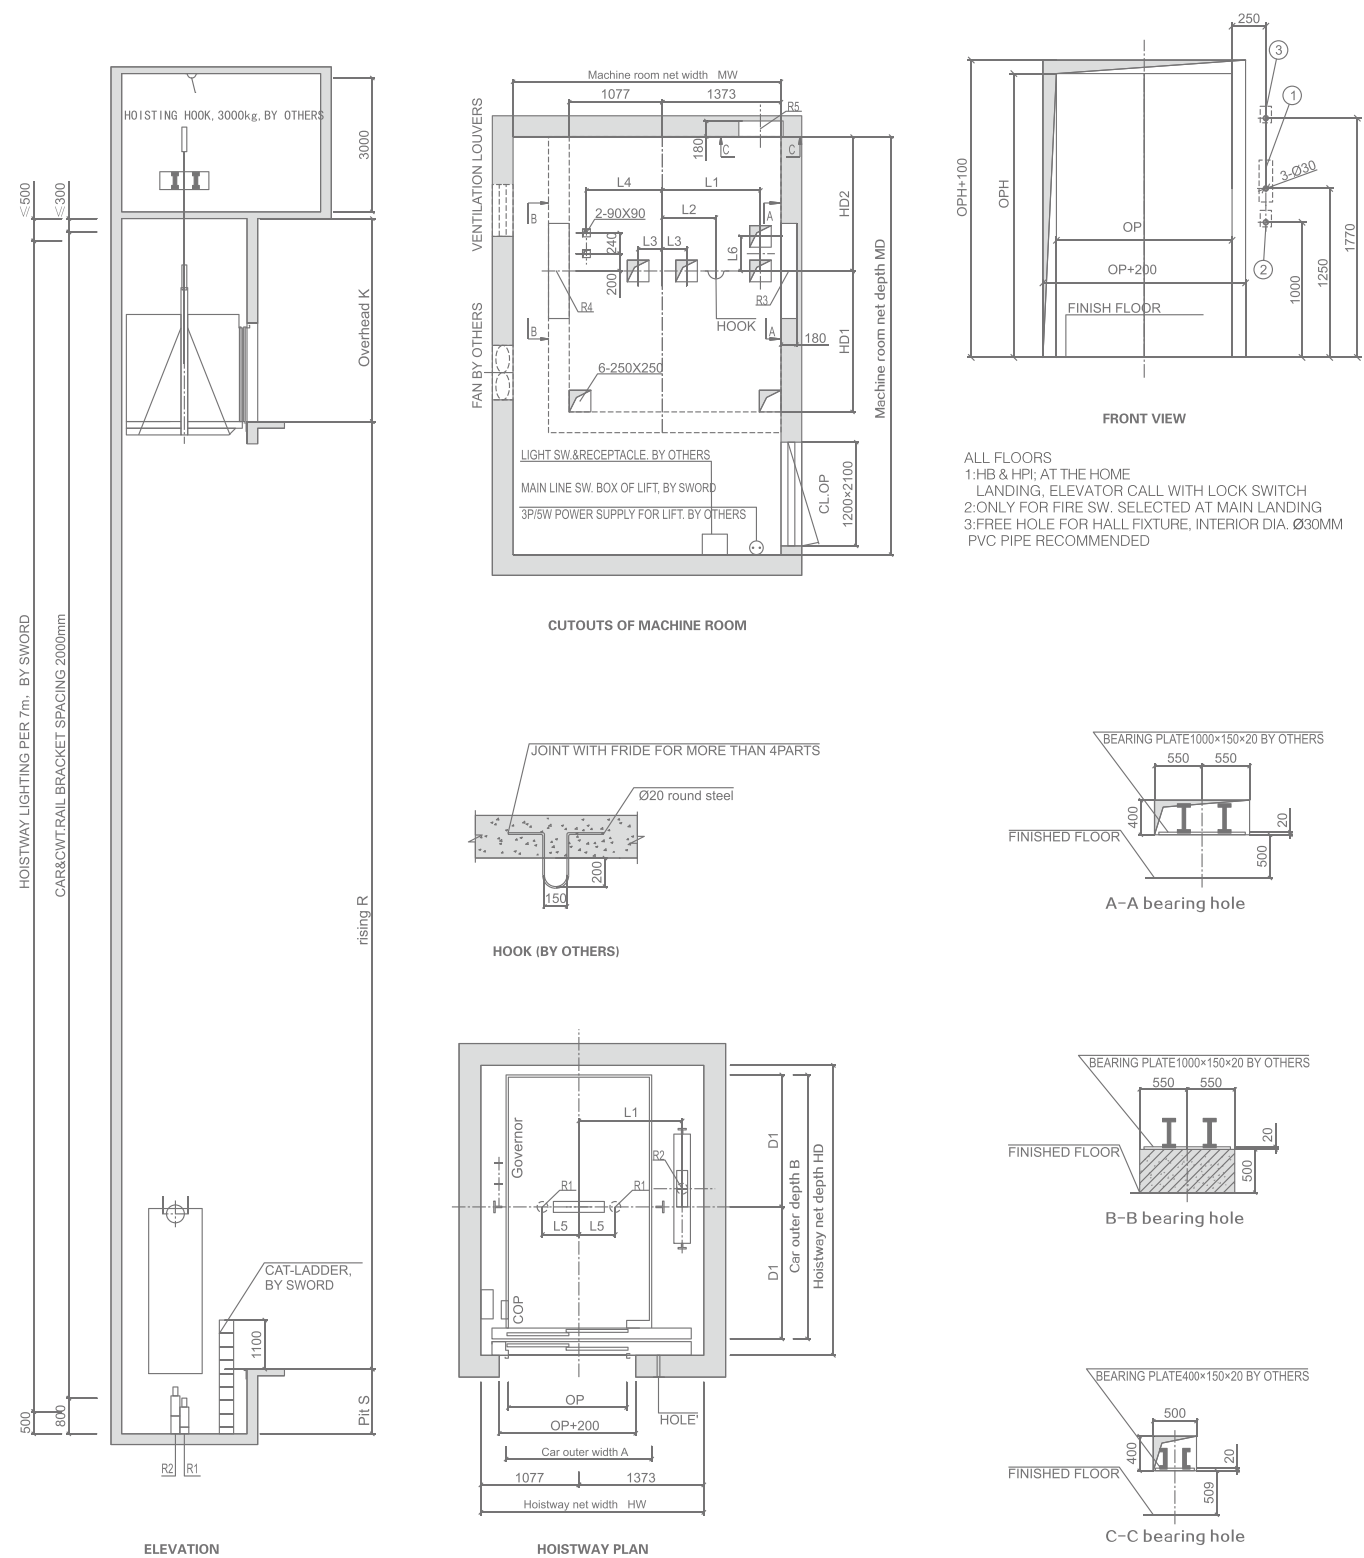 HOISTING HOOK, 3000kg, BY OTHERS
3000
≤500
≤300
Overhead K
HOISTWAY LIGHTING PER 7m, BY SWORD
CAR&CWT.RAIL BRACKET SPACING 2000mm
rising R
CAT-LADDER,
BY SWORD
1100
Pit S
500
800
R2
R1
ELEVATION
Machine room net width MW
1077
1373
R5
VENTILATION LOUVERS
180
C
C
L4
L1
HD2
B
2-90X90
L2
A
240
L3
L3
L6
200
R4
R3
HOOK
B
A
180
HD1
FAN BY OTHERS
6-250X250
Machine room net depth MD
LIGHT SW.&RECEPTACLE. BY OTHERS
MAIN LINE SW. BOX OF LIFT, BY SWORD
3P/5W POWER SUPPLY FOR LIFT. BY OTHERS
CL.OP
1200×2100
CUTOUTS OF MACHINE ROOM
250
3
1
3-Ø30
OPH+100
OPH
OP
OP+200
2
1000
1250
1770
FINISH FLOOR
FRONT VIEW
ALL FLOORS
1:HB & HPI; AT THE HOME
LANDING, ELEVATOR CALL WITH LOCK SWITCH
2:ONLY FOR FIRE SW. SELECTED AT MAIN LANDING
3:FREE HOLE FOR HALL FIXTURE, INTERIOR DIA. Ø30MM
PVC PIPE RECOMMENDED
JOINT WITH FRIDE FOR MORE THAN 4PARTS
Ø20 round steel
200
150
HOOK (BY OTHERS)
BEARING PLATE1000×150×20 BY OTHERS
550
550
400
20
FINISHED FLOOR
500
A-A bearing hole
L1
Governor
D1
R2
R1
R1
L5
L5
D1
Car outer depth B
Hoistway net depth HD
COP
OP
HOLE'
OP+200
Car outer width A
1077
1373
Hoistway net width HW
HOISTWAY PLAN
BEARING PLATE1000×150×20 BY OTHERS
550
550
20
FINISHED FLOOR
500
B-B bearing hole
BEARING PLATE400×150×20 BY OTHERS
500
400
20
FINISHED FLOOR
509
C-C bearing hole